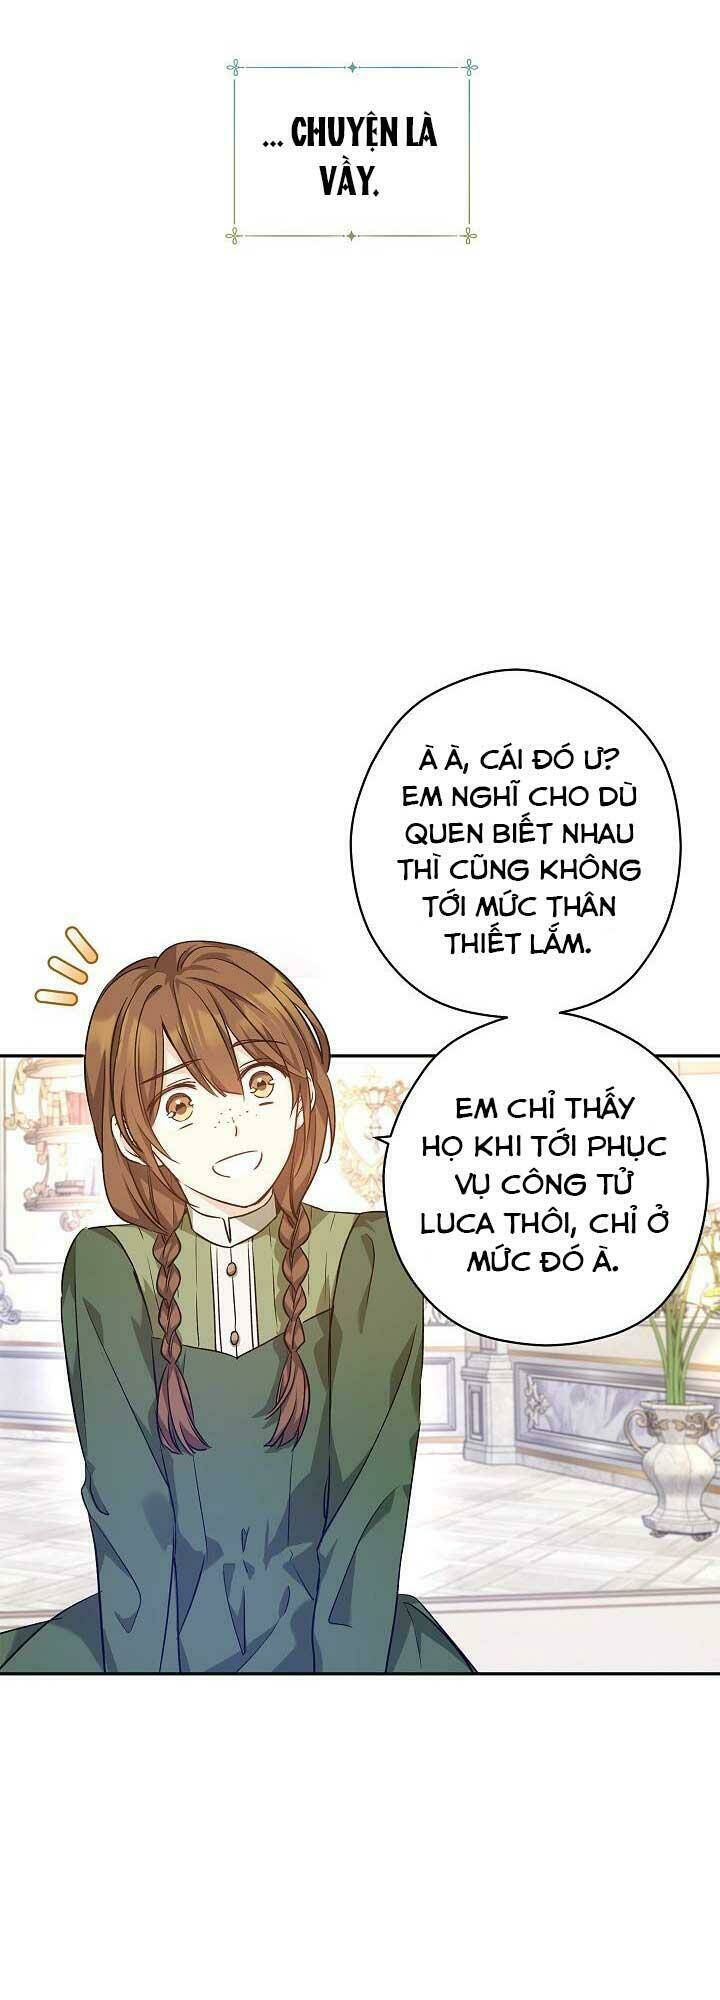 ... CHUYỆN LÀ
VẦY.
À À, CÁI ĐÓ Ư?
EM NGHĨ CHO DÙ
QUEN BIẾT NHAU
THÌ CŨNG KHÔNG
TỚI MỨC THÂN
THIẾT LẮM.
EM CHỈ THẤY
HỌ KHI TỚI PHỤC
VỤ CÔNG TỬ
LUCA THÔI, CHỈ Ở
MỨC ĐÓ À.